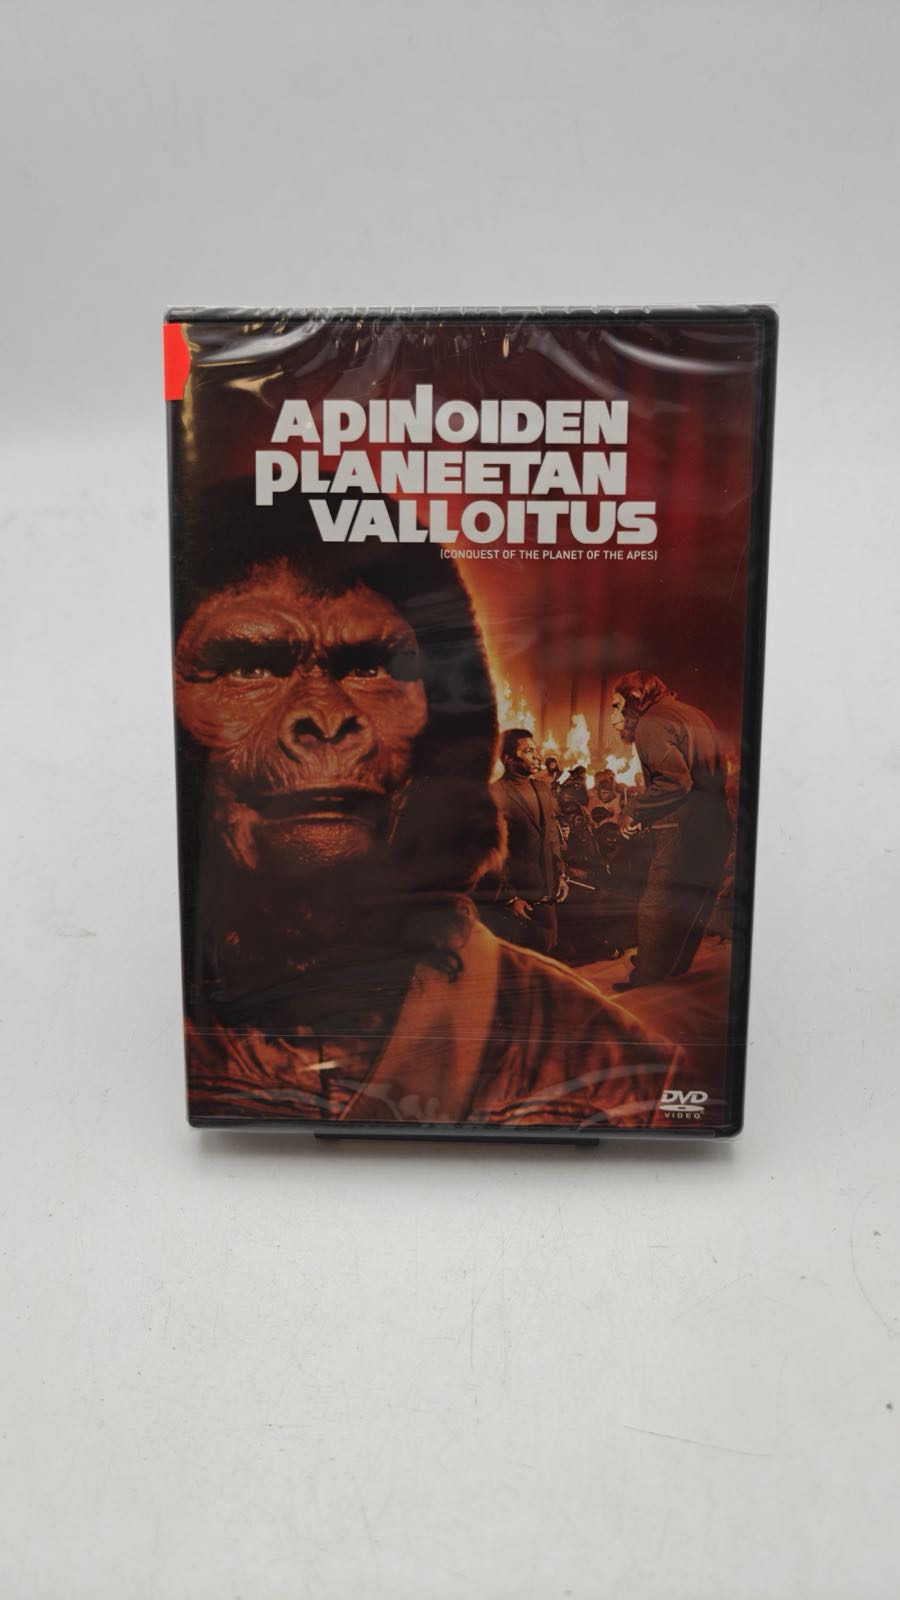 APINOIDEN
PLANEETAN
VALLOITUS
(CONQUEST OF THE PLANET OF THE APES)
DVD
VIDEO